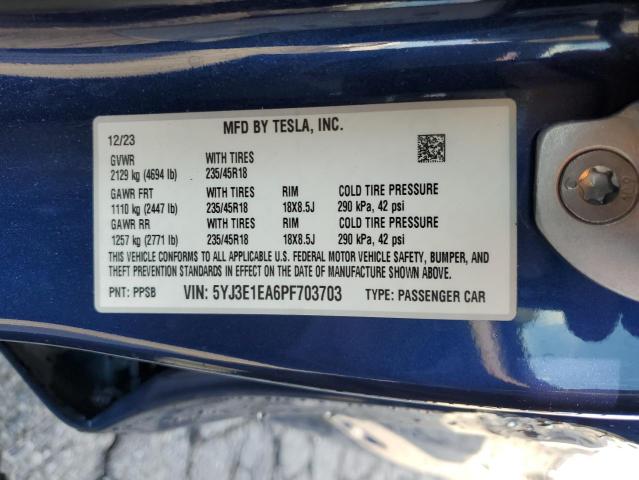 MFD BY TESLA, INC.
12/23
GVWR WITH TIRES
2129 kg (4694 lb) 235/45R18
GAWR FRT WITH TIRES RIM COLD TIRE PRESSURE
1110 kg (2447 lb) 235/45R18 18X8.5J 290 kPa, 42 psi
GAWR RR WITH TIRES RIM COLD TIRE PRESSURE
1257 kg (2771 lb) 235/45R18 18X8.5J 290 kPa, 42 psi
THIS VEHICLE CONFORMS TO ALL APPLICABLE U.S. FEDERAL MOTOR VEHICLE SAFETY, BUMPER, AND
THEFT PREVENTION STANDARDS IN EFFECT ON THE DATE OF MANUFACTURE SHOWN ABOVE.
PNT: PPSB VIN: 5YJ3E1EA6PF703703 TYPE: PASSENGER CAR